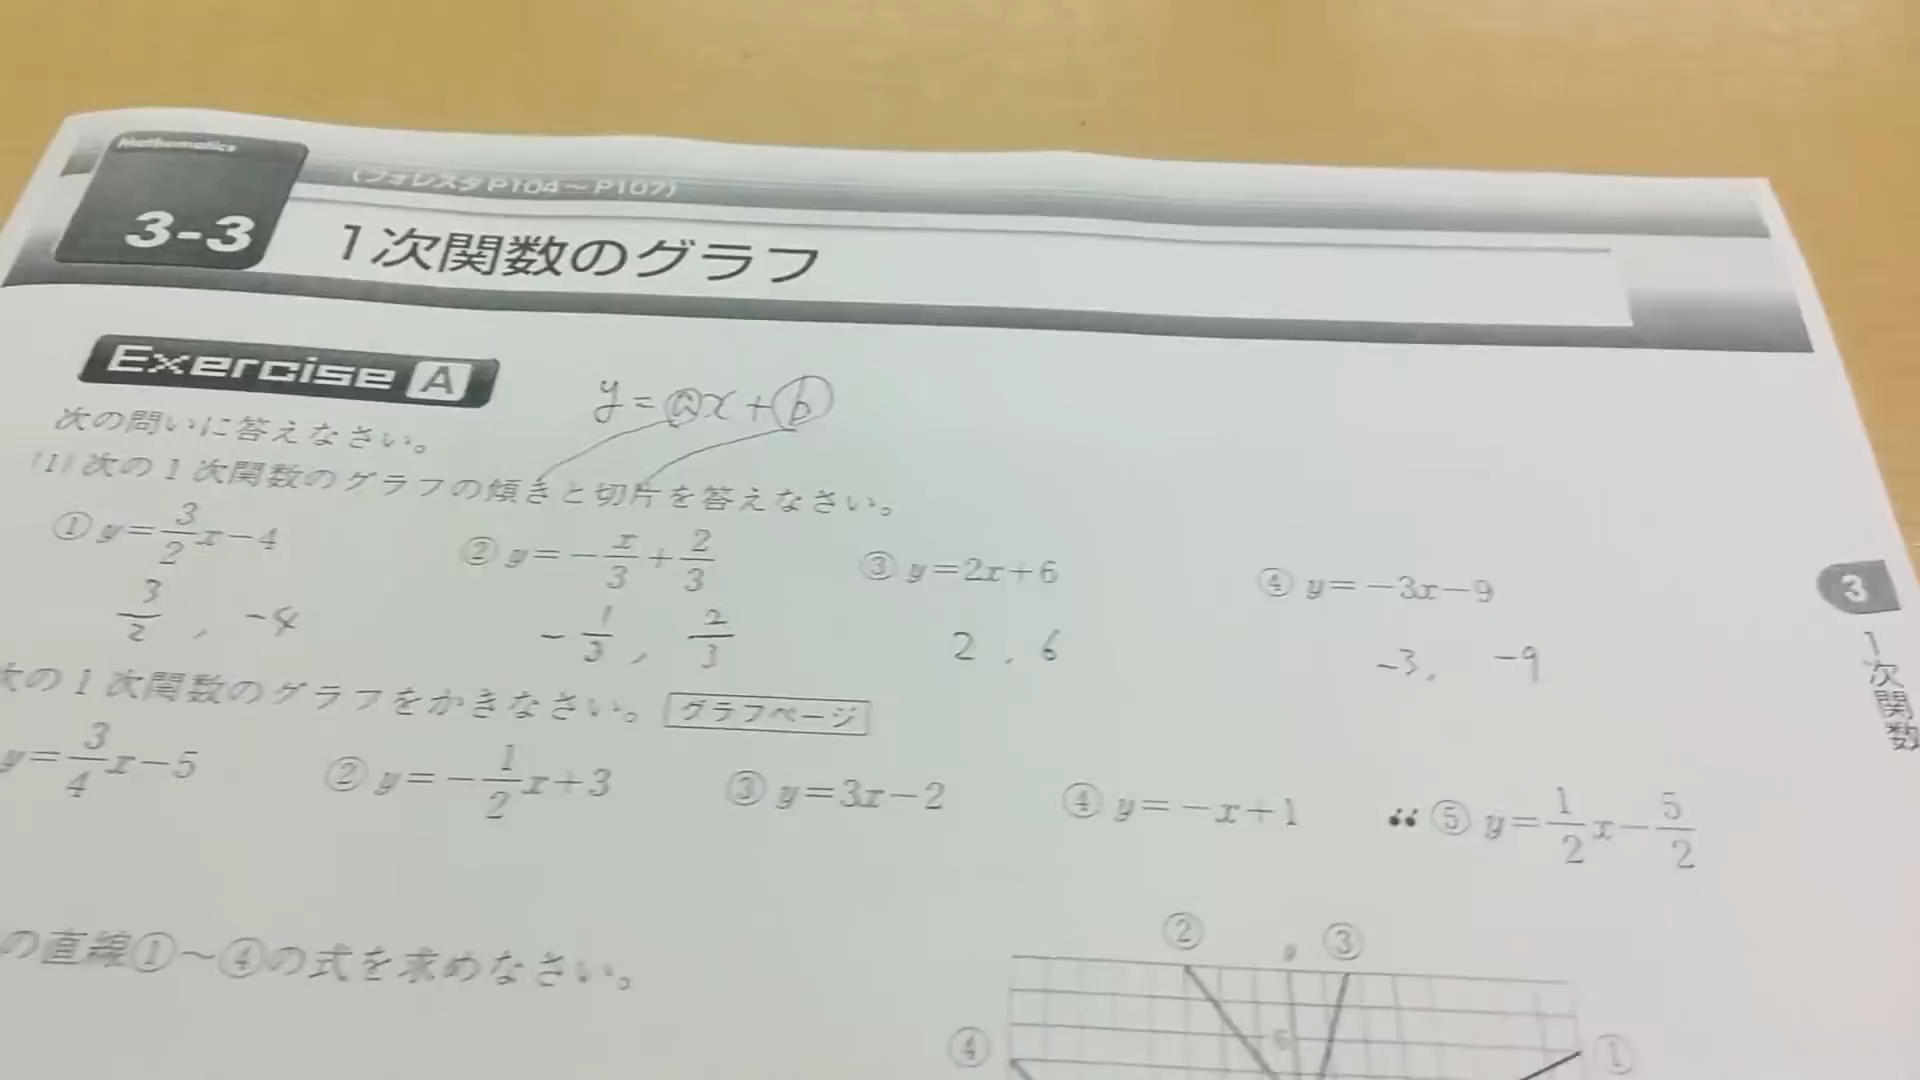 Mathematics
(フォレスタP104～P107)
3-3 1次関数のグラフ
Exercise A
y=ax+b
次の問いに答えなさい。
(1) 次の1次関数のグラフの傾きと切片を答えなさい。
① y=3/2x-4 ② y=-x/3+2/3 ③ y=2x+6 ④ y=-3x-9
3/2, -4 -1/3, 2/3 2, 6 -3, -9
次の1次関数のグラフをかきなさい。 グラフページ
y=3/4x-5 ② y=-1/2x+3 ③ y=3x-2 ④ y=-x+1 ⑤ y=1/2x-5/2
の直線①～④の式を求めなさい。
② y ③
④ ①
3
1次関数